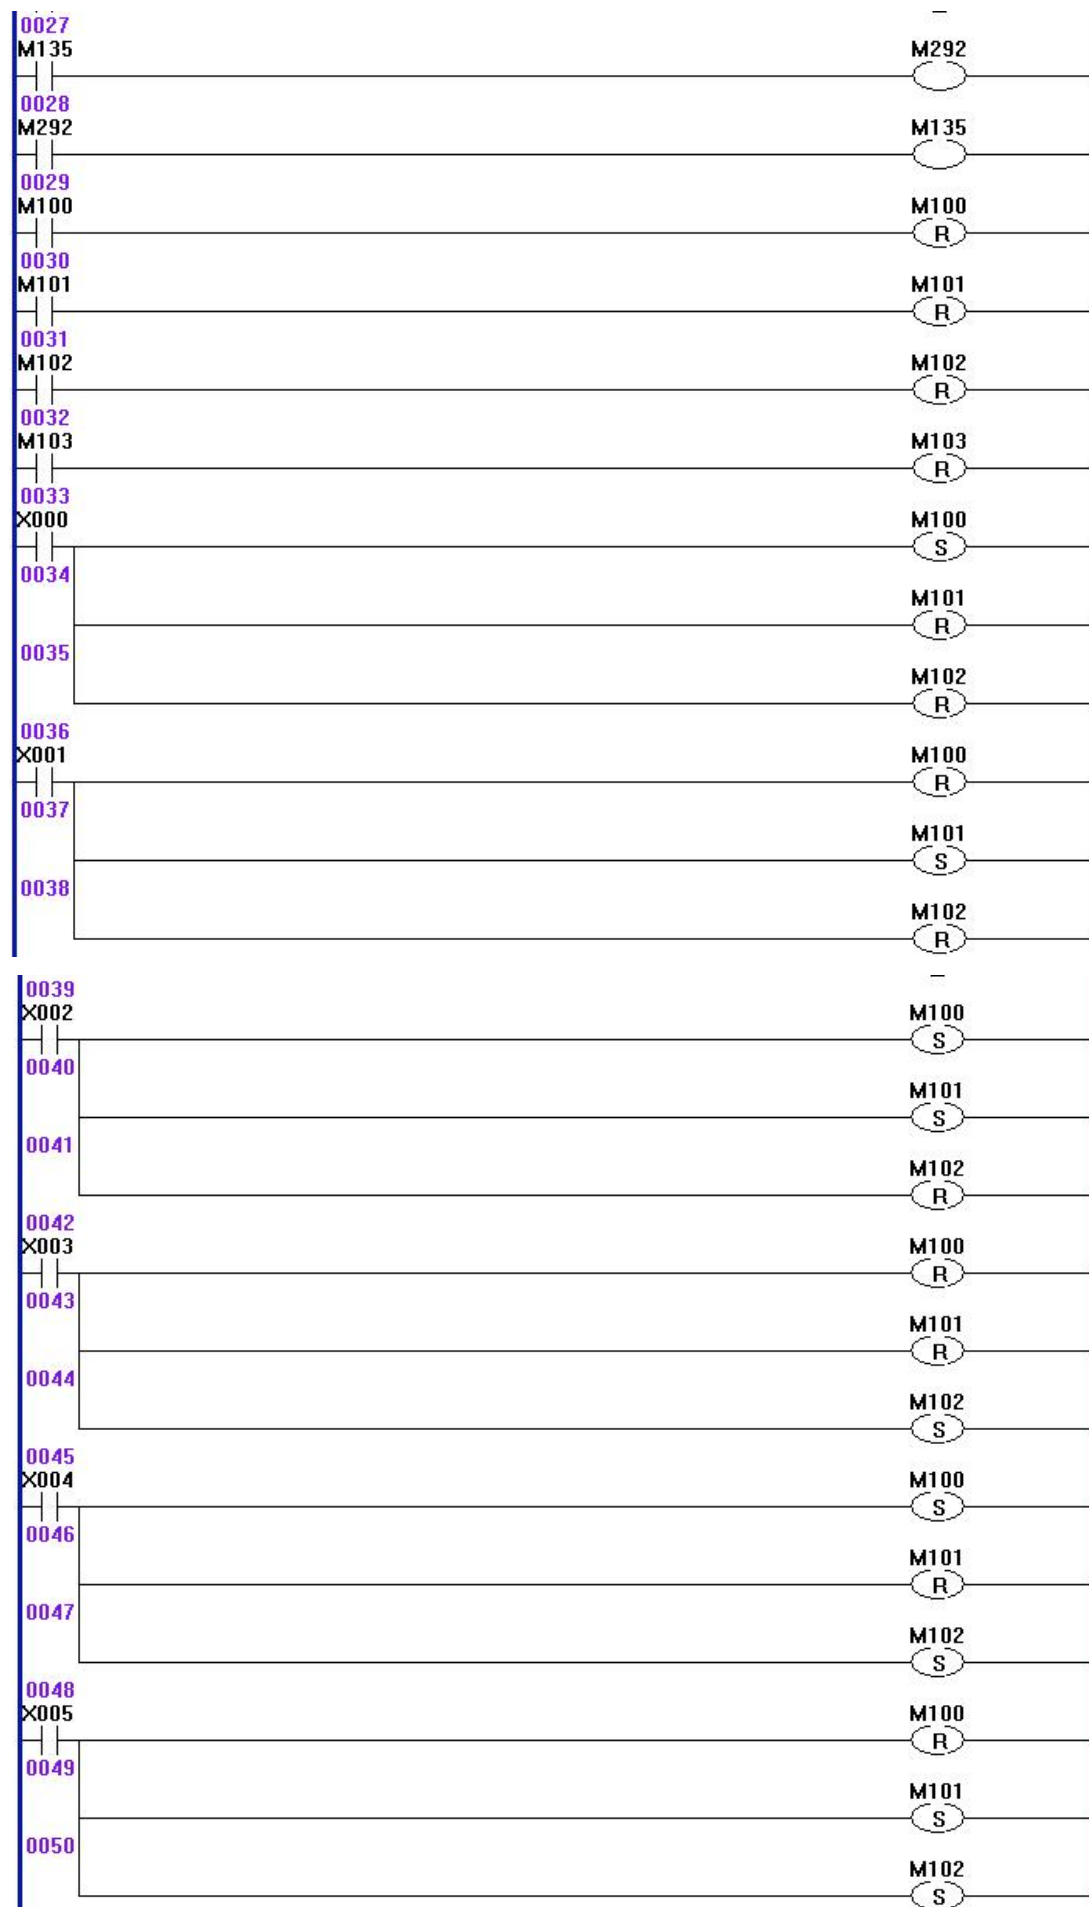 0027
M135 M292
0028
M292 M135
0029
M100 M100
R
0030
M101 M101
R
0031
M102 M102
R
0032
M103 M103
R
0033
X000 M100
S
0034
M101
R
0035
M102
R
0036
X001 M100
R
0037
M101
S
0038
M102
R
0039
X002 M100
S
0040
M101
S
0041
M102
R
0042
X003 M100
R
0043
M101
R
0044
M102
S
0045
X004 M100
S
0046
M101
R
0047
M102
S
0048
X005 M100
R
0049
M101
S
0050
M102
S